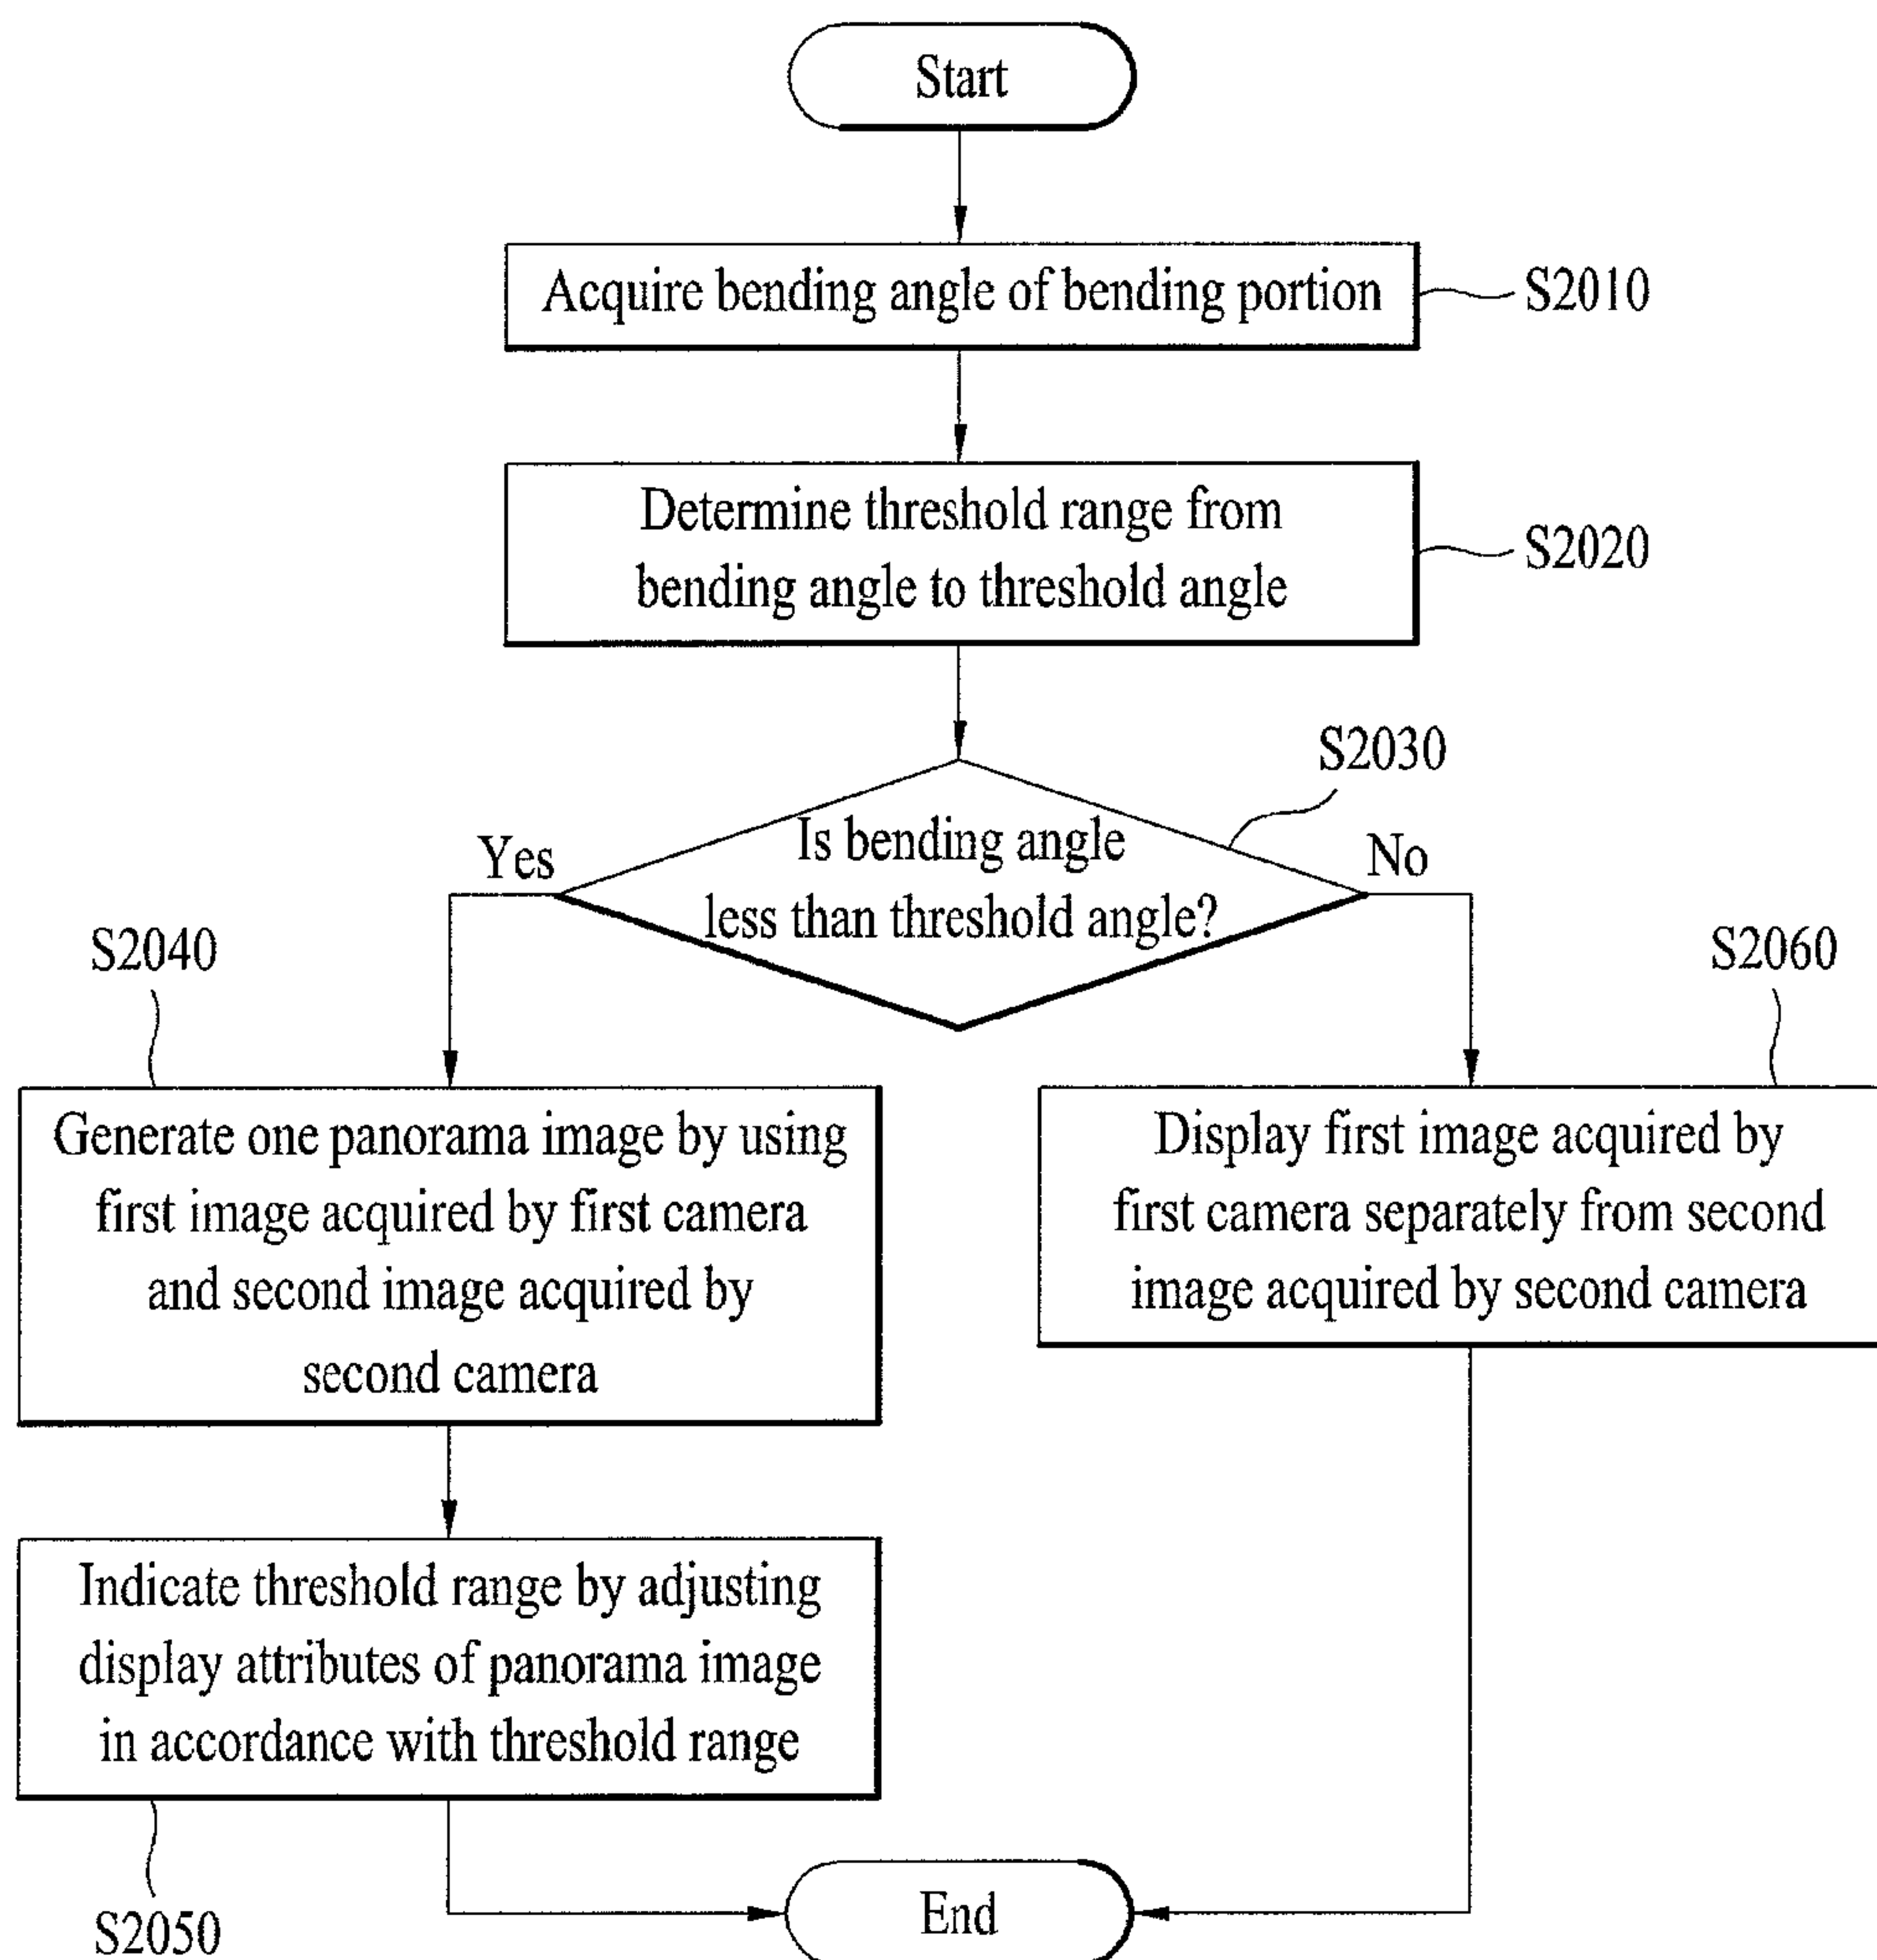 Start
Acquire bending angle of bending portion
S2010
Determine threshold range from
bending angle to threshold angle
S2020
S2030
Is bending angle
less than threshold angle?
Yes
No
S2040
S2060
Generate one panorama image by using
first image acquired by first camera
and second image acquired by
second camera
Display first image acquired by
first camera separately from second
image acquired by second camera
Indicate threshold range by adjusting
display attributes of panorama image
in accordance with threshold range
S2050
End